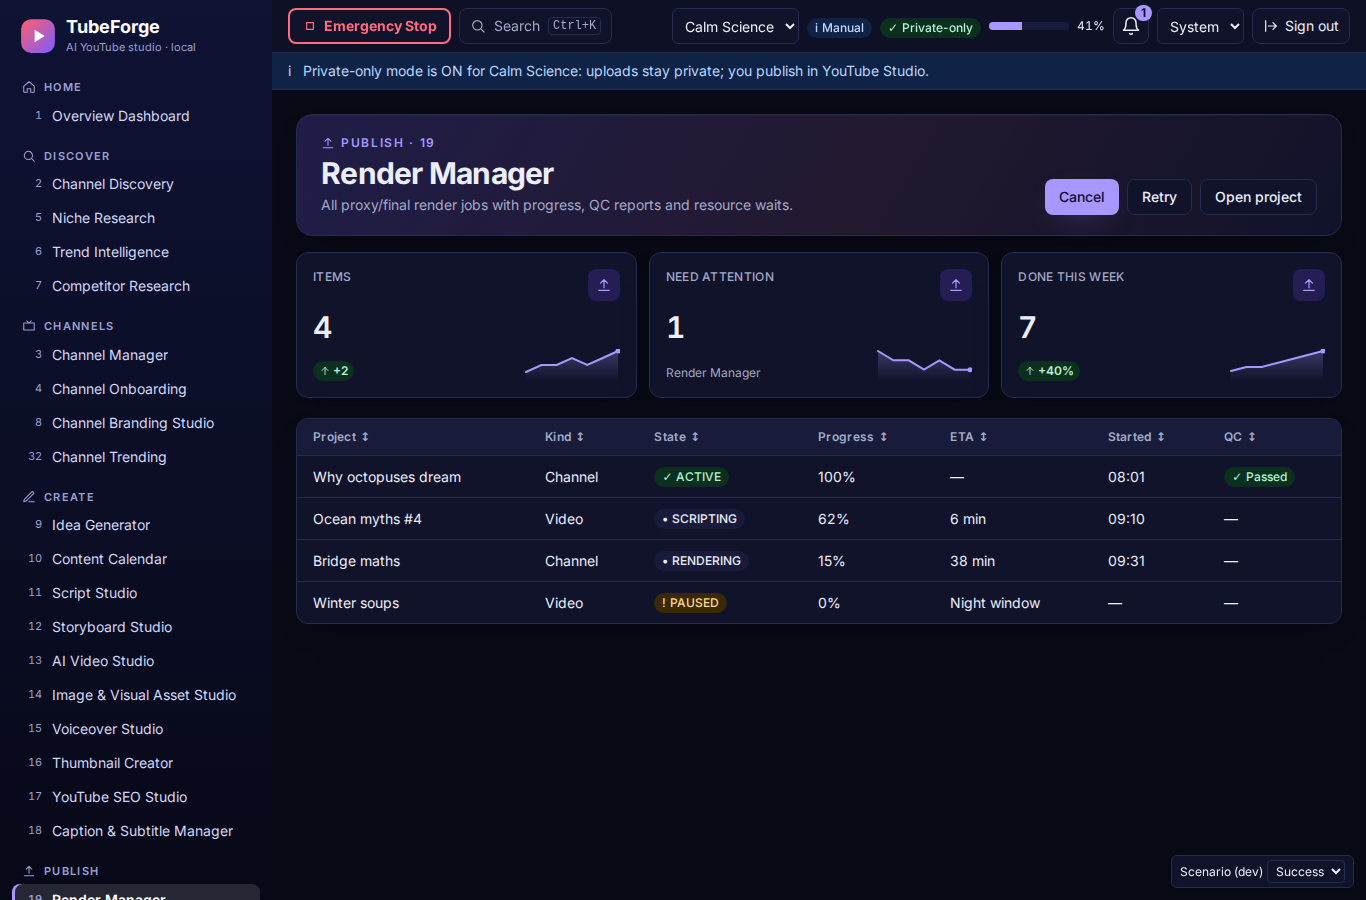 TubeForge
AI YouTube studio · local
HOME
1 Overview Dashboard
DISCOVER
2 Channel Discovery
5 Niche Research
6 Trend Intelligence
7 Competitor Research
CHANNELS
3 Channel Manager
4 Channel Onboarding
8 Channel Branding Studio
32 Channel Trending
CREATE
9 Idea Generator
10 Content Calendar
11 Script Studio
12 Storyboard Studio
13 AI Video Studio
14 Image & Visual Asset Studio
15 Voiceover Studio
16 Thumbnail Creator
17 YouTube SEO Studio
18 Caption & Subtitle Manager
PUBLISH
19 Render Manager
Emergency Stop Search Ctrl+K Calm Science i Manual ✓ Private-only 41% 1 System Sign out
i Private-only mode is ON for Calm Science: uploads stay private; you publish in YouTube Studio.
PUBLISH · 19
Render Manager
All proxy/final render jobs with progress, QC reports and resource waits.
Cancel Retry Open project
ITEMS
4
↑ +2
NEED ATTENTION
1
Render Manager
DONE THIS WEEK
7
↑ +40%
Project ↕ Kind ↕ State ↕ Progress ↕ ETA ↕ Started ↕ QC ↕
Why octopuses dream Channel ✓ ACTIVE 100% — 08:01 ✓ Passed
Ocean myths #4 Video • SCRIPTING 62% 6 min 09:10 —
Bridge maths Channel • RENDERING 15% 38 min 09:31 —
Winter soups Video ! PAUSED 0% Night window — —
Scenario (dev) Success